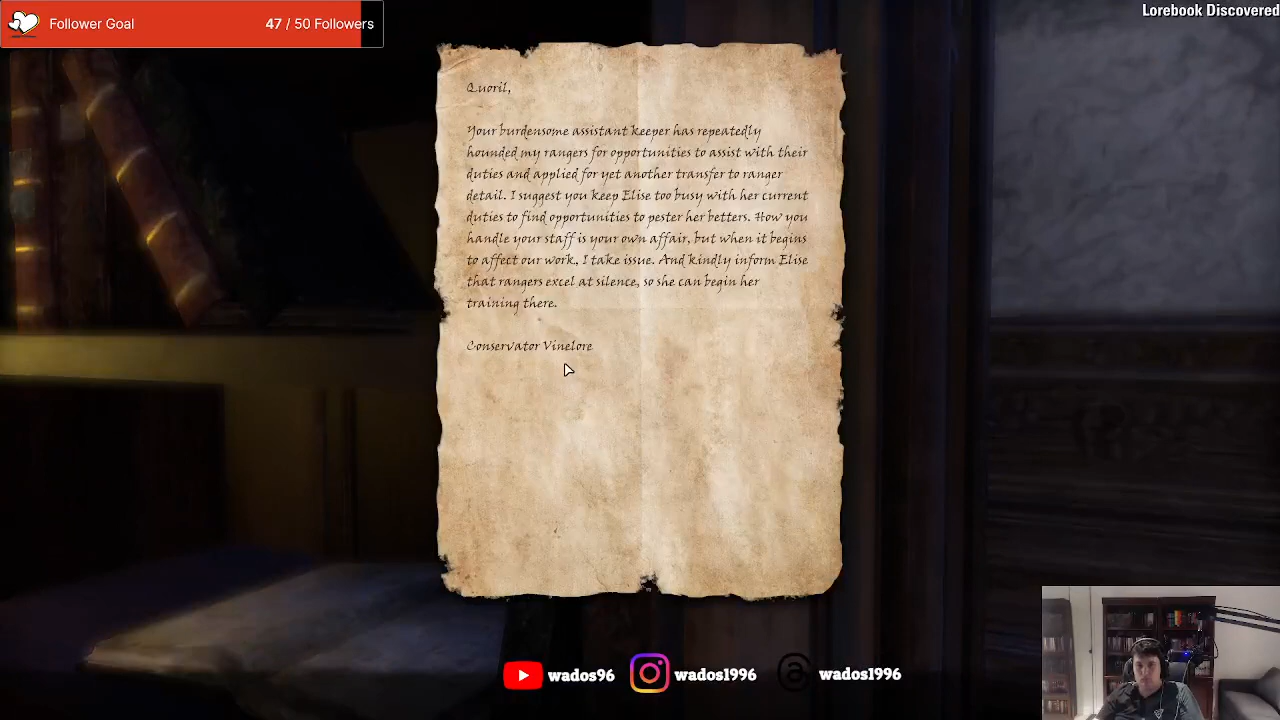 Follower Goal
47 / 50 Followers
Lorebook Discovered
Quoril,
Your burdensome assistant keeper has repeatedly
hounded my rangers for opportunities to assist with their
duties and applied for yet another transfer to ranger
detail. I suggest you keep Elise too busy with her current
duties to find opportunities to pester her betters. How you
handle your staff is your own affair, but when it begins
to affect our work, I take issue. And kindly inform Elise
that rangers excel at silence, so she can begin her
training there.
Conservator Vinelore
wados96
wados1996
wados1996